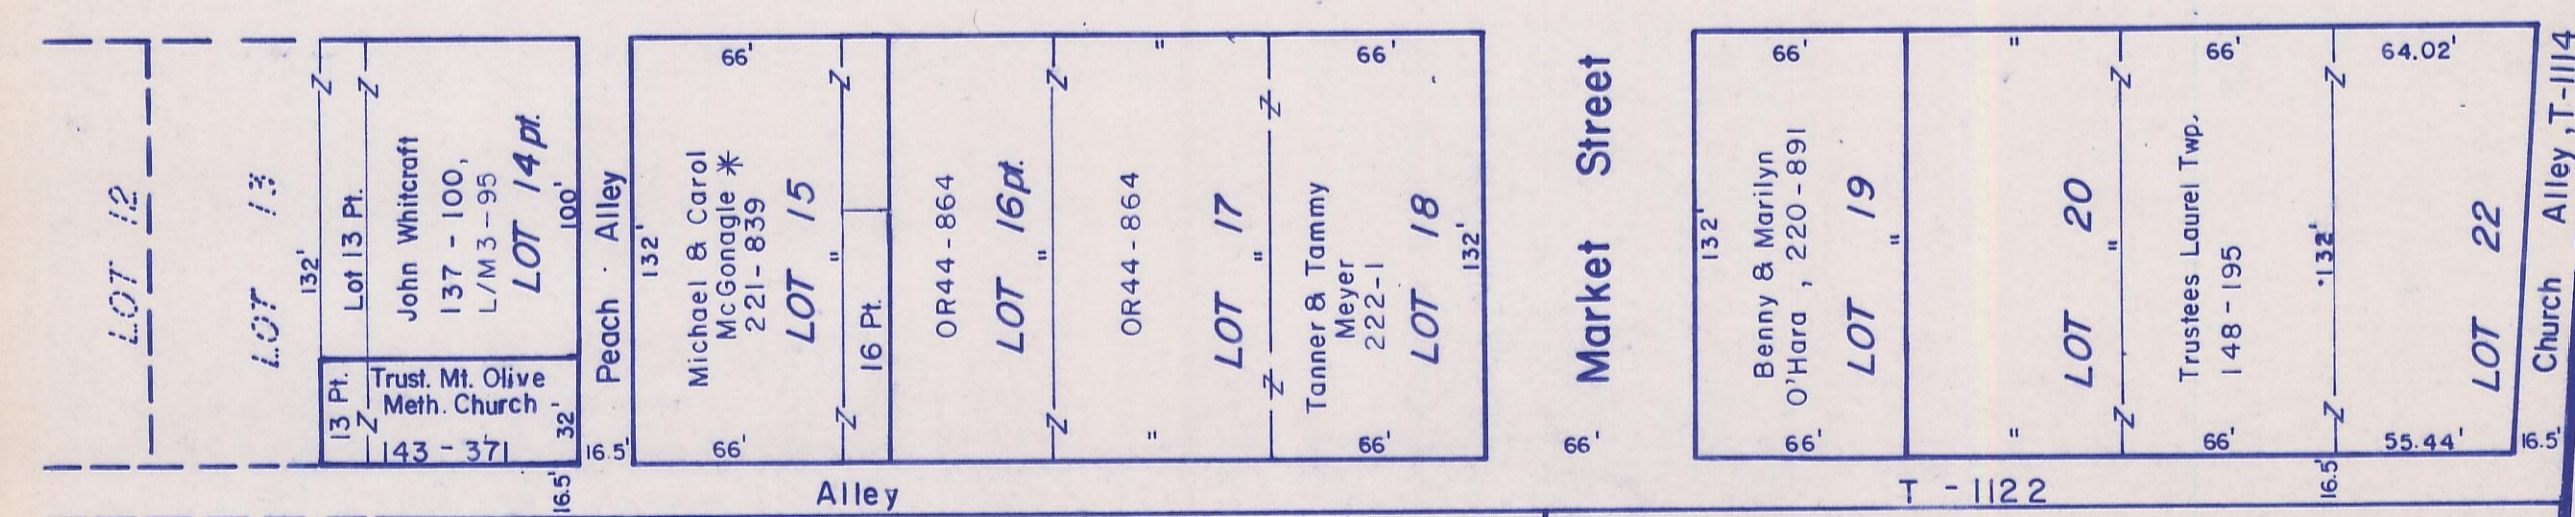 LOT 12
LOT 13
132'
Lot 13 Pt.
John Whitcraft
137 - 100,
L/M 3-95
LOT 14 pt.
100'
13 Pt.
Trust. Mt. Olive
Meth. Church
143 - 371
32'
16.5'
Peach Alley
16.5'
66'
132'
Michael & Carol
McGonagle *
221-839
LOT 15
"
66'
16 Pt.
OR44-864
LOT 16 pt.
"
"
OR44-864
LOT 17
"
"
66'
Tanner & Tammy
Meyer
222-1
LOT 18
132'
66'
Market Street
66'
66'
132'
Benny & Marilyn
O'Hara, 220-891
LOT 19
"
66'
"
LOT 20
"
"
66'
Trustees Laurel Twp.
148-195
132'
66'
64.02'
LOT 22
55.44'
Church Alley, T-1114
16.5'
Alley
T - 1122
16.5'